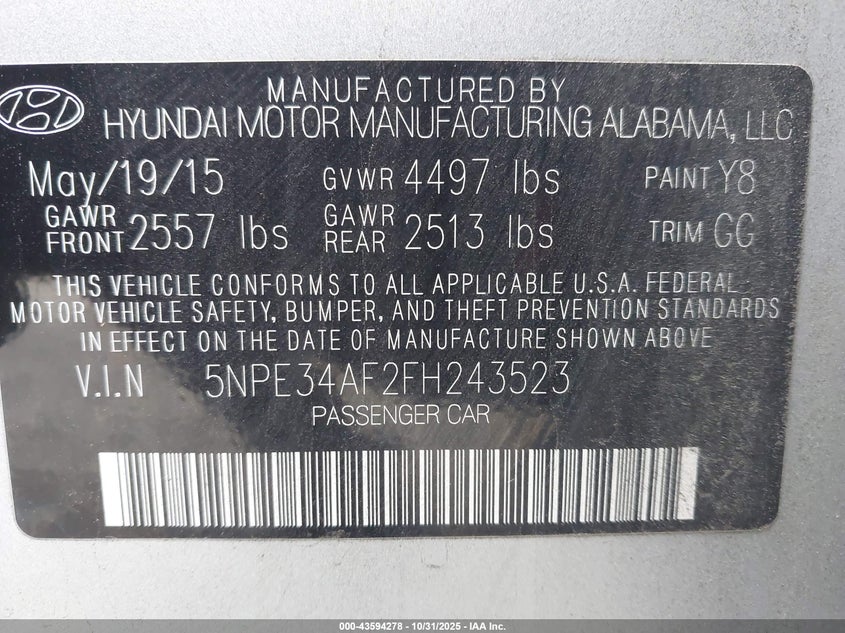 MANUFACTURED BY
HYUNDAI MOTOR MANUFACTURING ALABAMA, LLC
May/19/15 GVWR 4497 lbs PAINT Y8
GAWR FRONT 2557 lbs GAWR REAR 2513 lbs TRIM GG
THIS VEHICLE CONFORMS TO ALL APPLICABLE U.S.A. FEDERAL
MOTOR VEHICLE SAFETY, BUMPER, AND THEFT PREVENTION STANDARDS
IN EFFECT ON THE DATE OF MANUFACTURE SHOWN ABOVE
V.I.N 5NPE34AF2FH243523
PASSENGER CAR
000-43594278 - 10/31/2025 - IAA Inc.